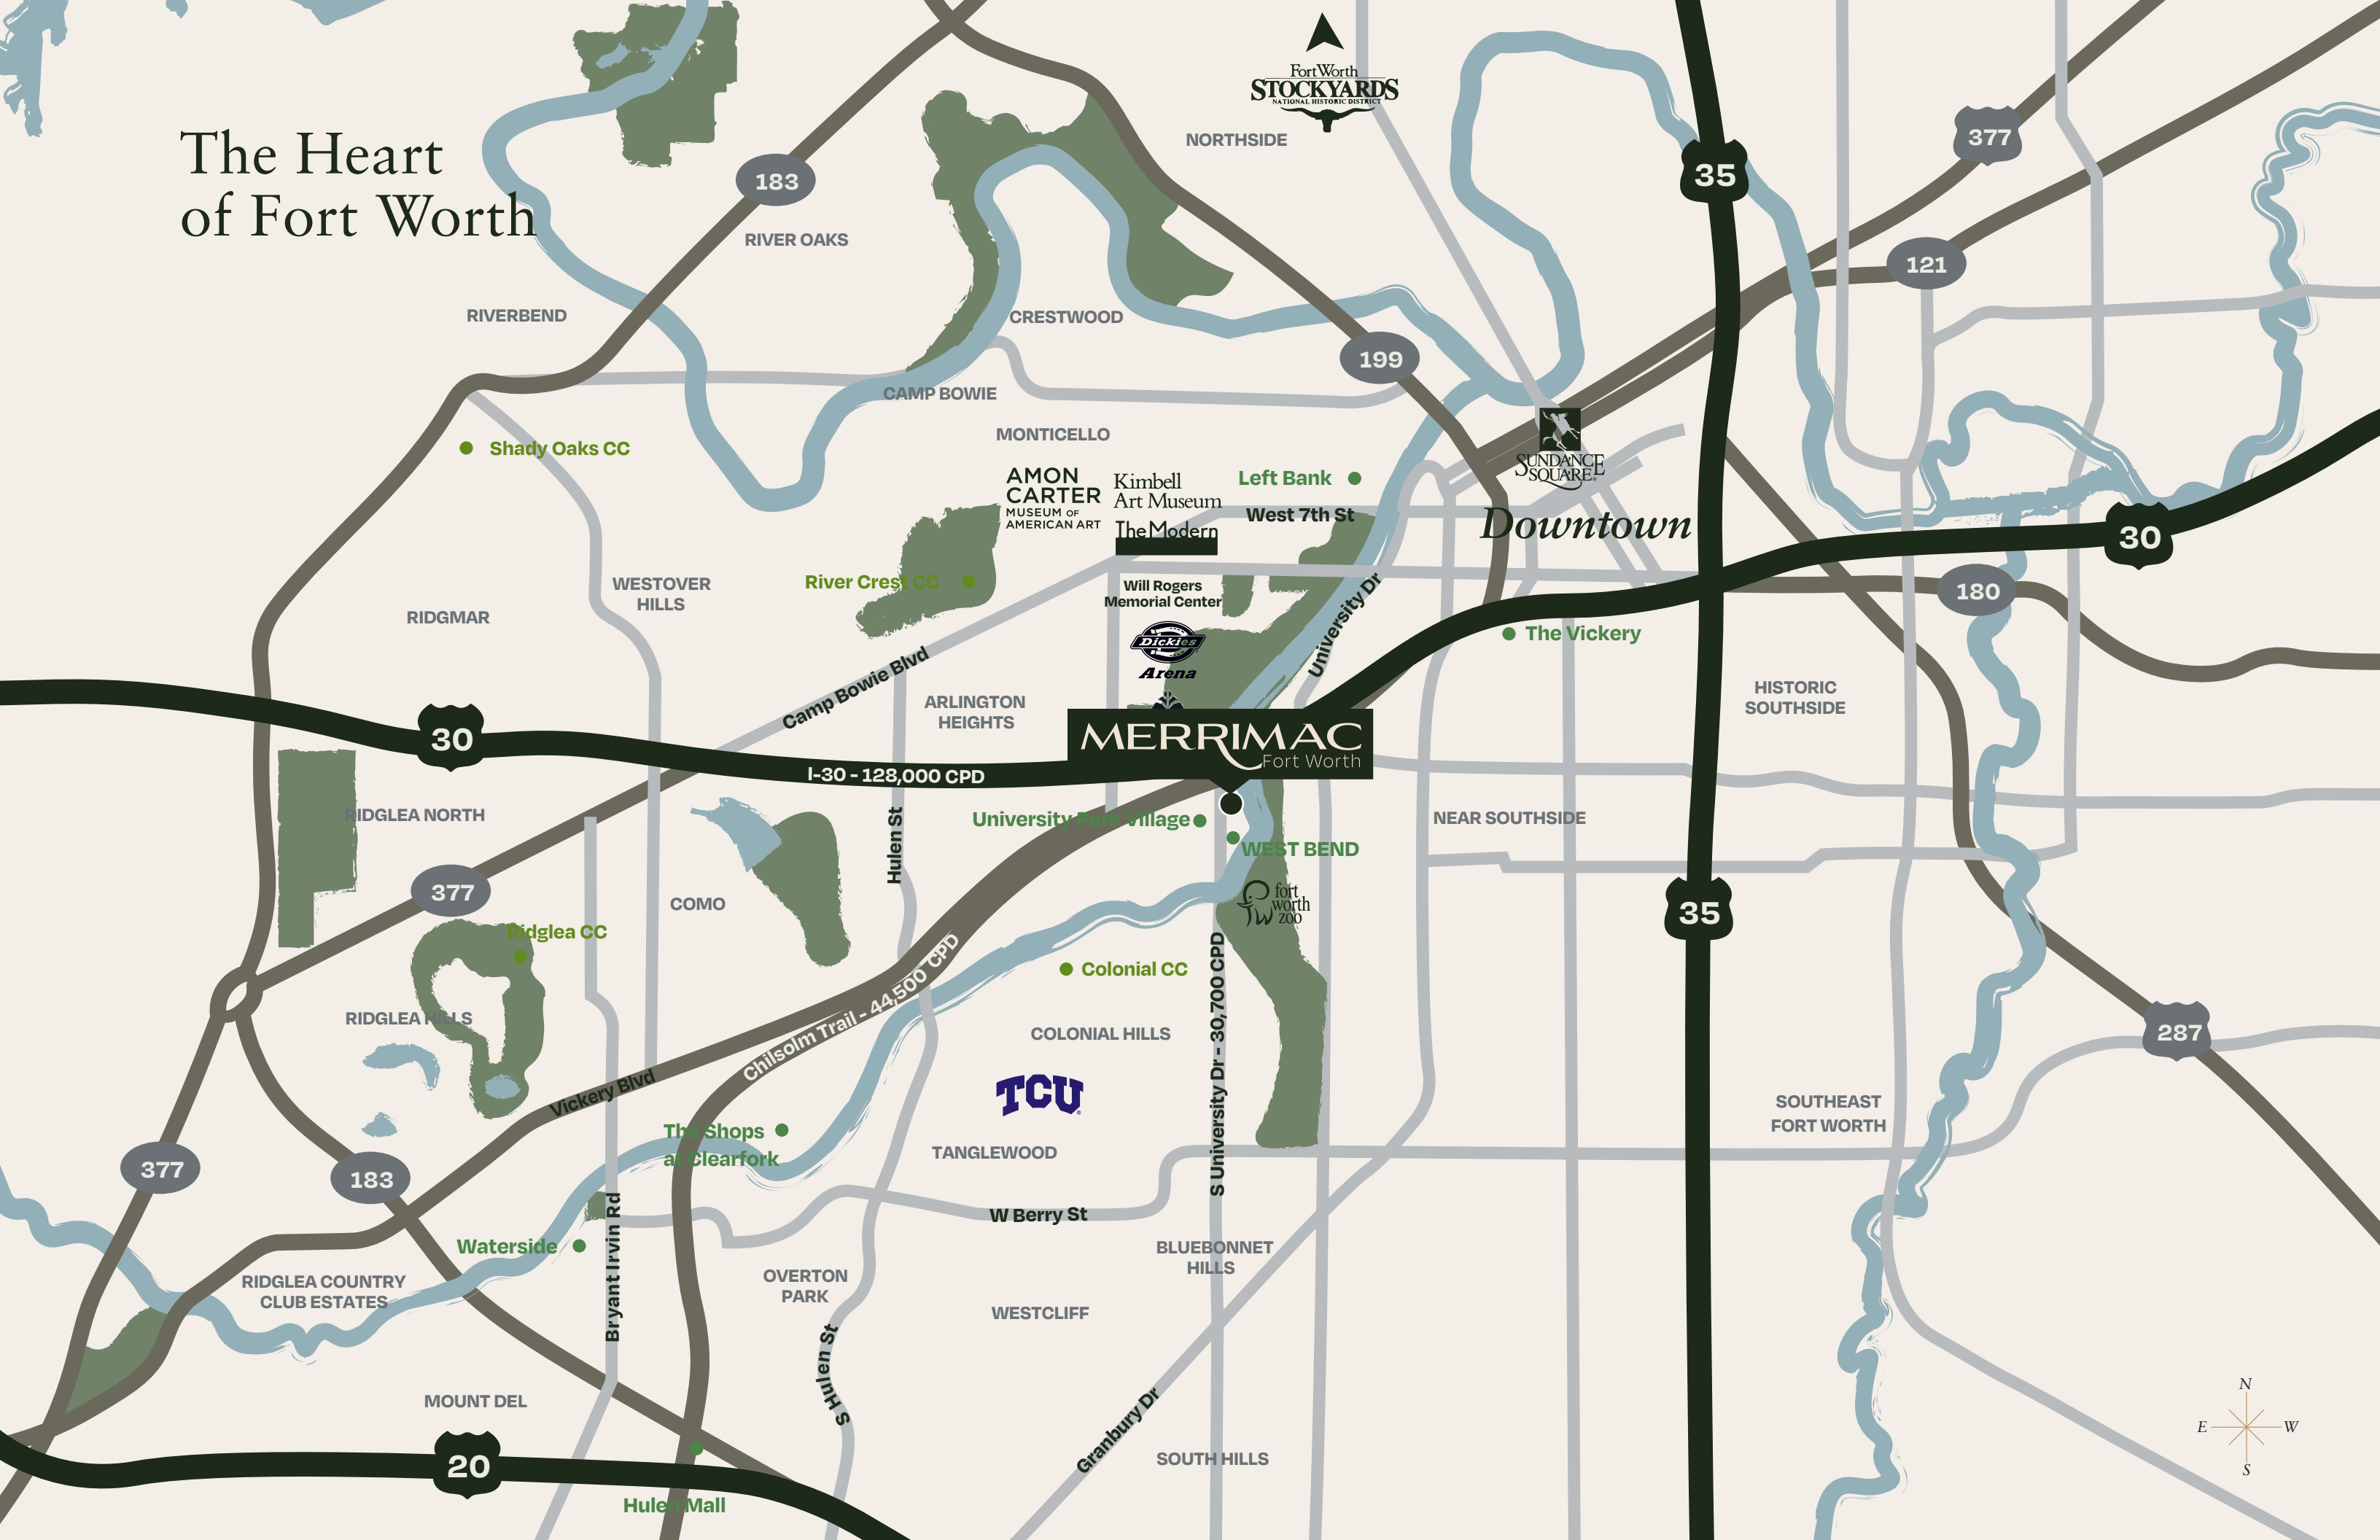 The Heart
of Fort Worth
Fort Worth
STOCKYARDS
NATIONAL HISTORIC DISTRICT
NORTHSIDE
35
377
183
RIVER OAKS
121
RIVERBEND
CRESTWOOD
199
CAMP BOWIE
MONTICELLO
Shady Oaks CC
AMON
CARTER
MUSEUM OF
AMERICAN ART
Kimbell
Art Museum
The Modern
Left Bank
West 7th St
SUNDANCE
SQUARE
Downtown
30
River Crest CC
WESTOVER
HILLS
RIDGMAR
Will Rogers
Memorial Center
University Dr
180
Dickies
Arena
The Vickery
Camp Bowie Blvd
ARLINGTON
HEIGHTS
HISTORIC
SOUTHSIDE
30
MERRIMAC
Fort Worth
I-30 - 128,000 CPD
RIDGLEA NORTH
Hulen St
University Park Village
WEST BEND
NEAR SOUTHSIDE
377
COMO
fort
worth
zoo
35
Ridglea CC
Colonial CC
Chilsolm Trail - 44,500 CPD
S University Dr - 30,700 CPD
RIDGLEA HILLS
COLONIAL HILLS
287
Vickery Blvd
TCU
SOUTHEAST
FORT WORTH
The Shops
at Clearfork
TANGLEWOOD
377
183
W Berry St
Waterside
Bryant Irvin Rd
BLUEBONNET
HILLS
RIDGLEA COUNTRY
CLUB ESTATES
OVERTON
PARK
WESTCLIFF
S Hulen St
MOUNT DEL
Granbury Dr
N
E
W
S
20
SOUTH HILLS
Hulen Mall